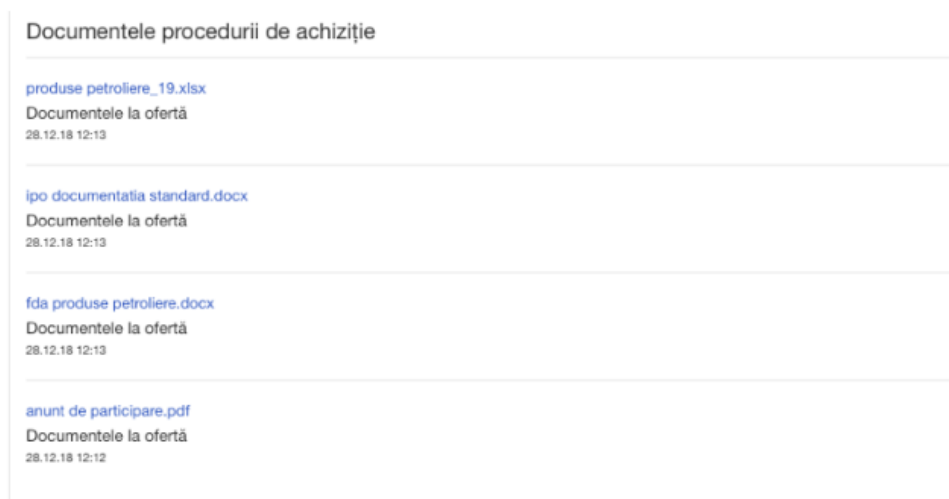 Documentele procedurii de achiziție
produse petroliere_19.xlsx
Documentele la ofertă
28.12.18 12:13
ipo documentatia standard.docx
Documentele la ofertă
28.12.18 12:13
fda produse petroliere.docx
Documentele la ofertă
28.12.18 12:13
anunt de participare.pdf
Documentele la ofertă
28.12.18 12:12